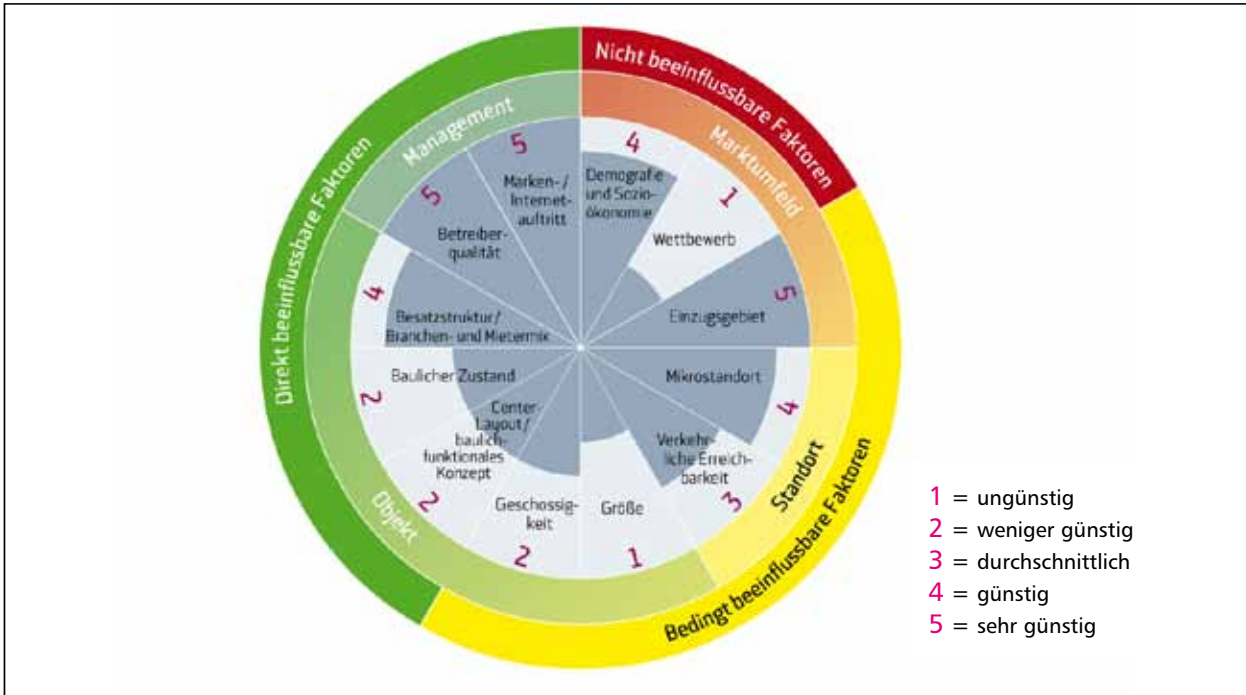 Nicht beeinflussbare Faktoren
Marktumfeld
4
Demografie
und Sozio-
ökonomie
1
Wettbewerb
5
Einzugsgebiet
Bedingt beeinflussbare Faktoren
Standort
Mikrostandort
4
Verkehr-
liche Erreich-
barkeit
3
Größe
1
Geschossig-
keit
2
Direkt beeinflussbare Faktoren
Objekt
Center-
Layout/
baulich-
funktionales
Konzept
2
Baulicher Zustand
2
Besatzstruktur/
Branchen- und Mietermix
4
Management
Betreiber-
qualität
5
Marken-/
Internet-
auftritt
5
1 = ungünstig
2 = weniger günstig
3 = durchschnittlich
4 = günstig
5 = sehr günstig